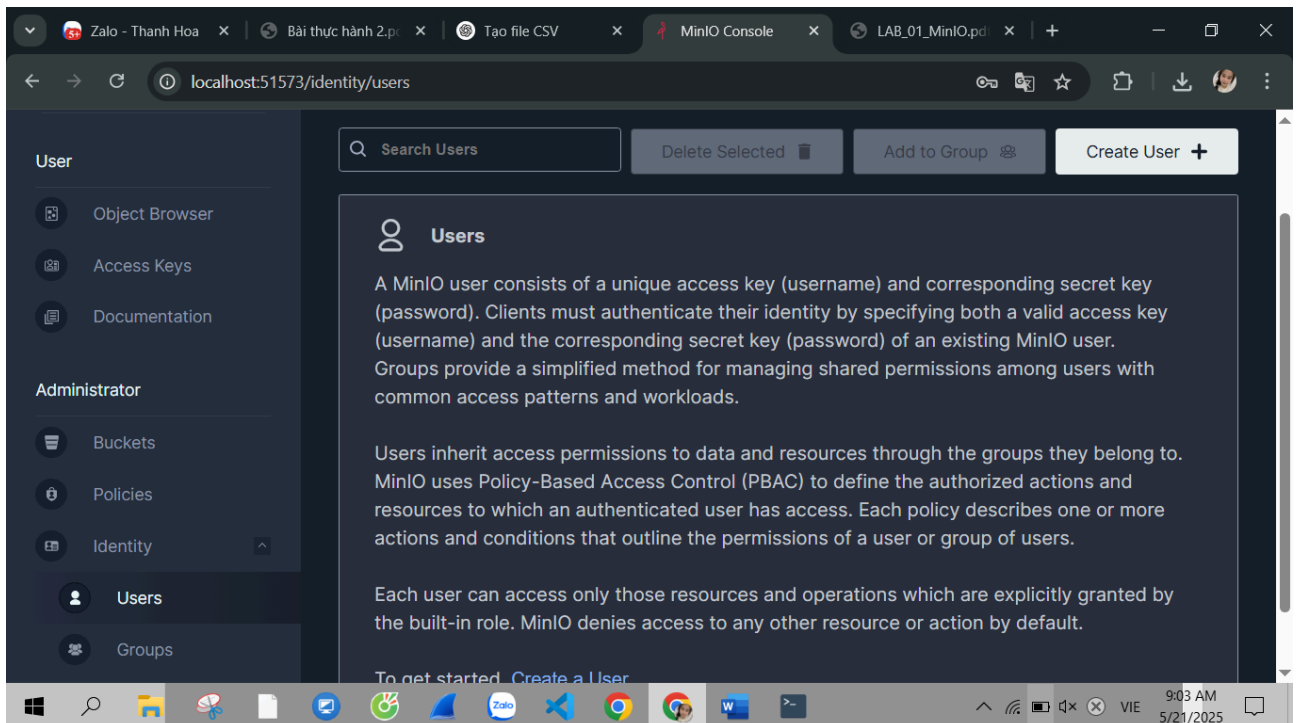 Zalo - Thanh Hoa
Bài thực hành 2.p
Tạo file CSV
MinIO Console
LAB_01_MinIO.pd
localhost:51573/identity/users
User
Object Browser
Access Keys
Documentation
Administrator
Buckets
Policies
Identity
Users
Groups
Search Users
Delete Selected
Add to Group
Create User
Users
A MinIO user consists of a unique access key (username) and corresponding secret key
(password). Clients must authenticate their identity by specifying both a valid access key
(username) and the corresponding secret key (password) of an existing MinIO user.
Groups provide a simplified method for managing shared permissions among users with
common access patterns and workloads.
Users inherit access permissions to data and resources through the groups they belong to.
MinIO uses Policy-Based Access Control (PBAC) to define the authorized actions and
resources to which an authenticated user has access. Each policy describes one or more
actions and conditions that outline the permissions of a user or group of users.
Each user can access only those resources and operations which are explicitly granted by
the built-in role. MinIO denies access to any other resource or action by default.
To get started, Create a User
Zalo
VIE
9:03 AM
5/21/2025